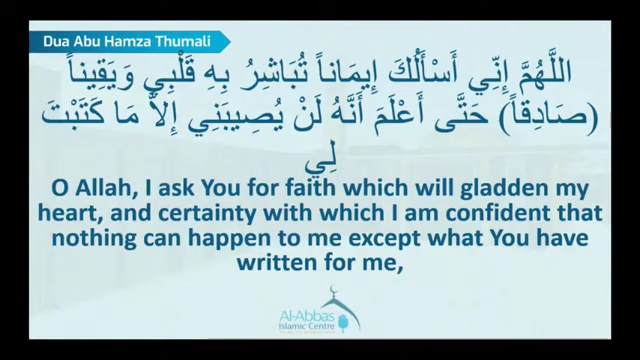 Dua Abu Hamza Thumali
اللَّهُمَّ إِنِّي أَسْأَلُكَ إِيمَاناً تُبَاشِرُ بِهِ قَلْبِي وَيَقِيناً
(صَادِقاً) حَتَّى أَعْلَمَ أَنَّهُ لَنْ يُصِيبَنِي إِلاَّ مَا كَتَبْتَ
لِي
O Allah, I ask You for faith which will gladden my
heart, and certainty with which I am confident that
nothing can happen to me except what You have
written for me,
Al-Abbas
Islamic Centre